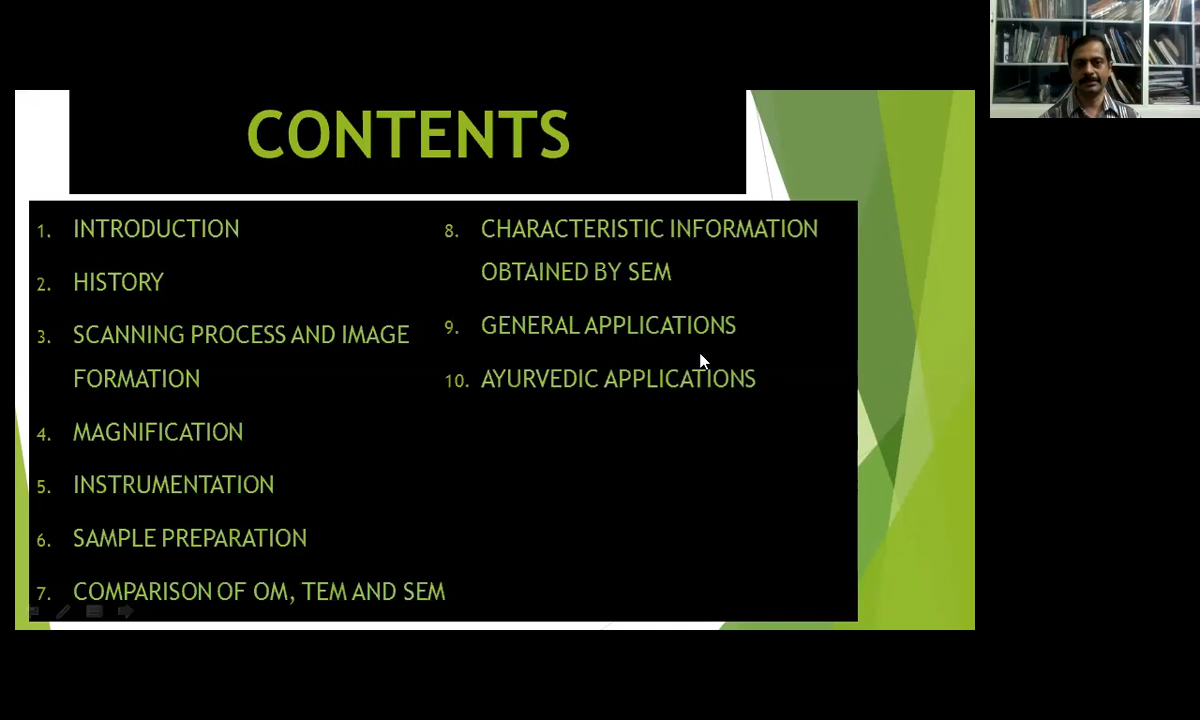 CONTENTS
1. INTRODUCTION
2. HISTORY
3. SCANNING PROCESS AND IMAGE
FORMATION
4. MAGNIFICATION
5. INSTRUMENTATION
6. SAMPLE PREPARATION
7. COMPARISON OF OM, TEM AND SEM
8. CHARACTERISTIC INFORMATION
OBTAINED BY SEM
9. GENERAL APPLICATIONS
10. AYURVEDIC APPLICATIONS